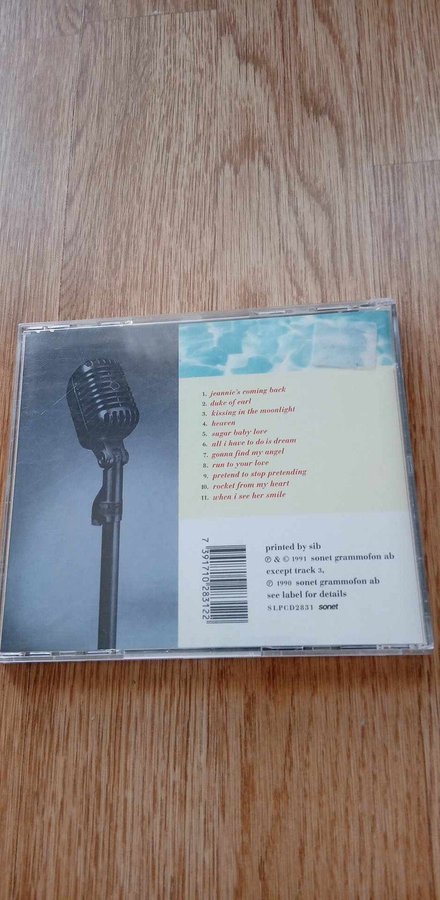 1. jeannie's coming back
2. duke of earl
3. kissing in the moonlight
4. heaven
5. sugar baby love
6. all i have to do is dream
7. gonna find my angel
8. run to your love
9. pretend to stop pretending
10. rocket from my heart
11. when i see her smile
printed by sib
℗ & © 1991 sonet grammofon ab
except track 3,
℗ 1990 sonet grammofon ab
see label for details
SLPCD2831 sonet
7 391710 283122